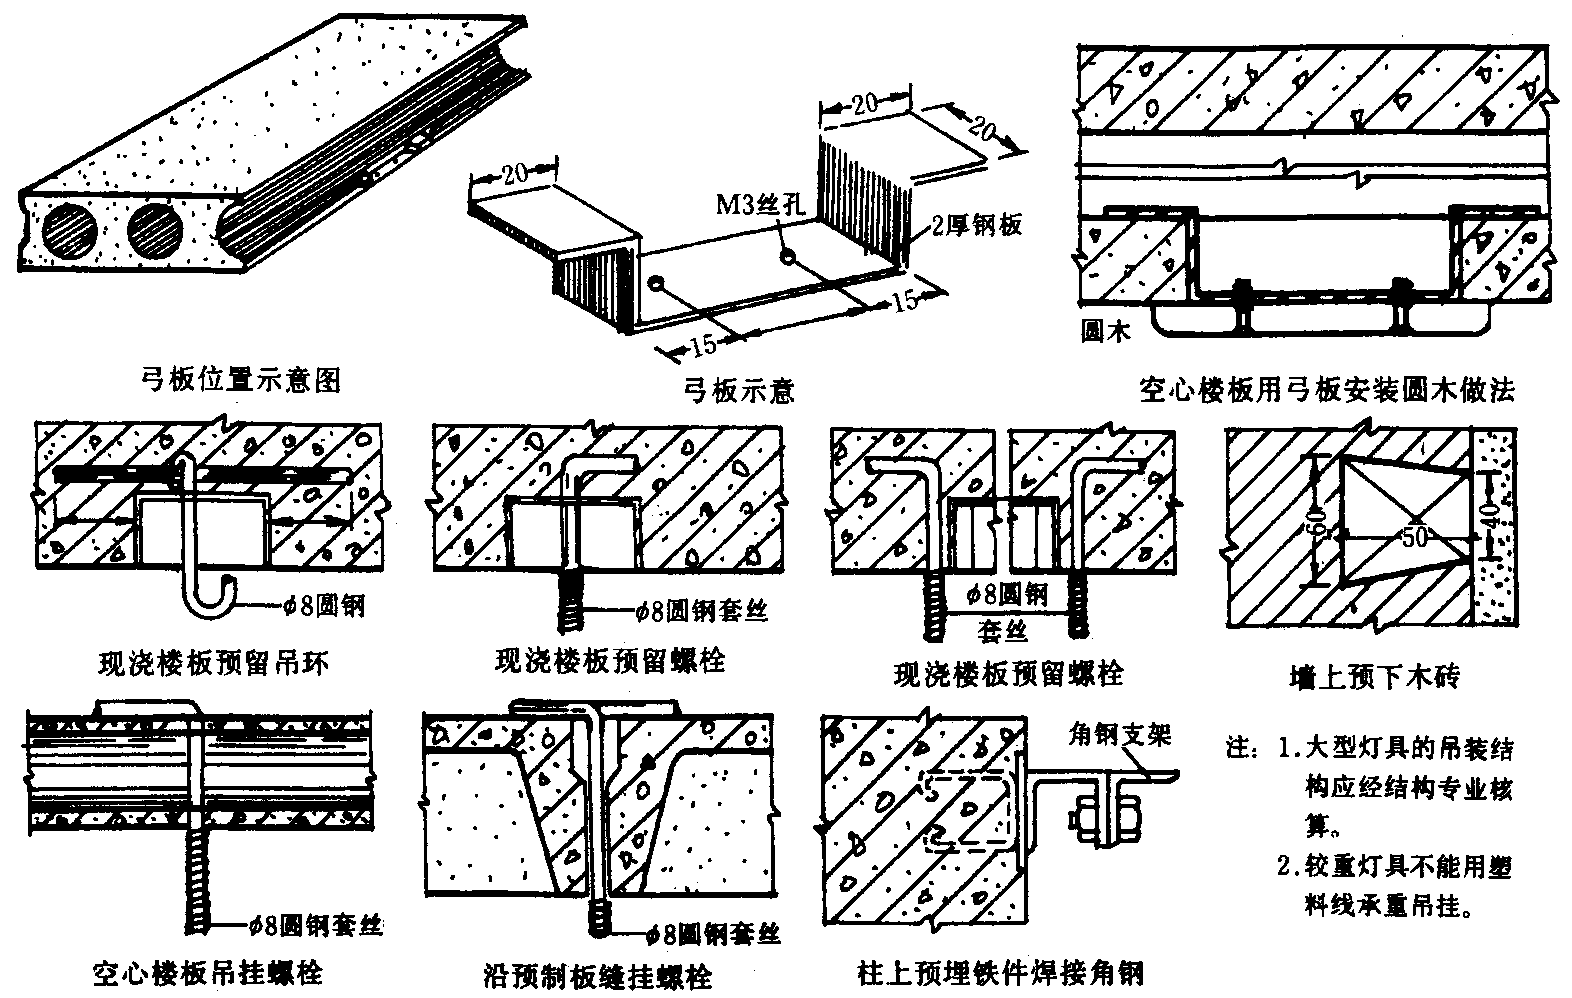 20
20
20
M3丝孔
2厚钢板
15
15
圆木
弓板位置示意图
弓板示意
空心楼板用弓板安装圆木做法
ϕ8圆钢
ϕ8圆钢套丝
ϕ8圆钢
套丝
60
50
40
现浇楼板预留吊环
现浇楼板预留螺栓
现浇楼板预留螺栓
墙上预下木砖
角钢支架
注：1.大型灯具的吊装结
构应经结构专业核
算。
2.较重灯具不能用塑
料线承重吊挂。
ϕ8圆钢套丝
ϕ8圆钢套丝
空心楼板吊挂螺栓
沿预制板缝挂螺栓
柱上预埋铁件焊接角钢